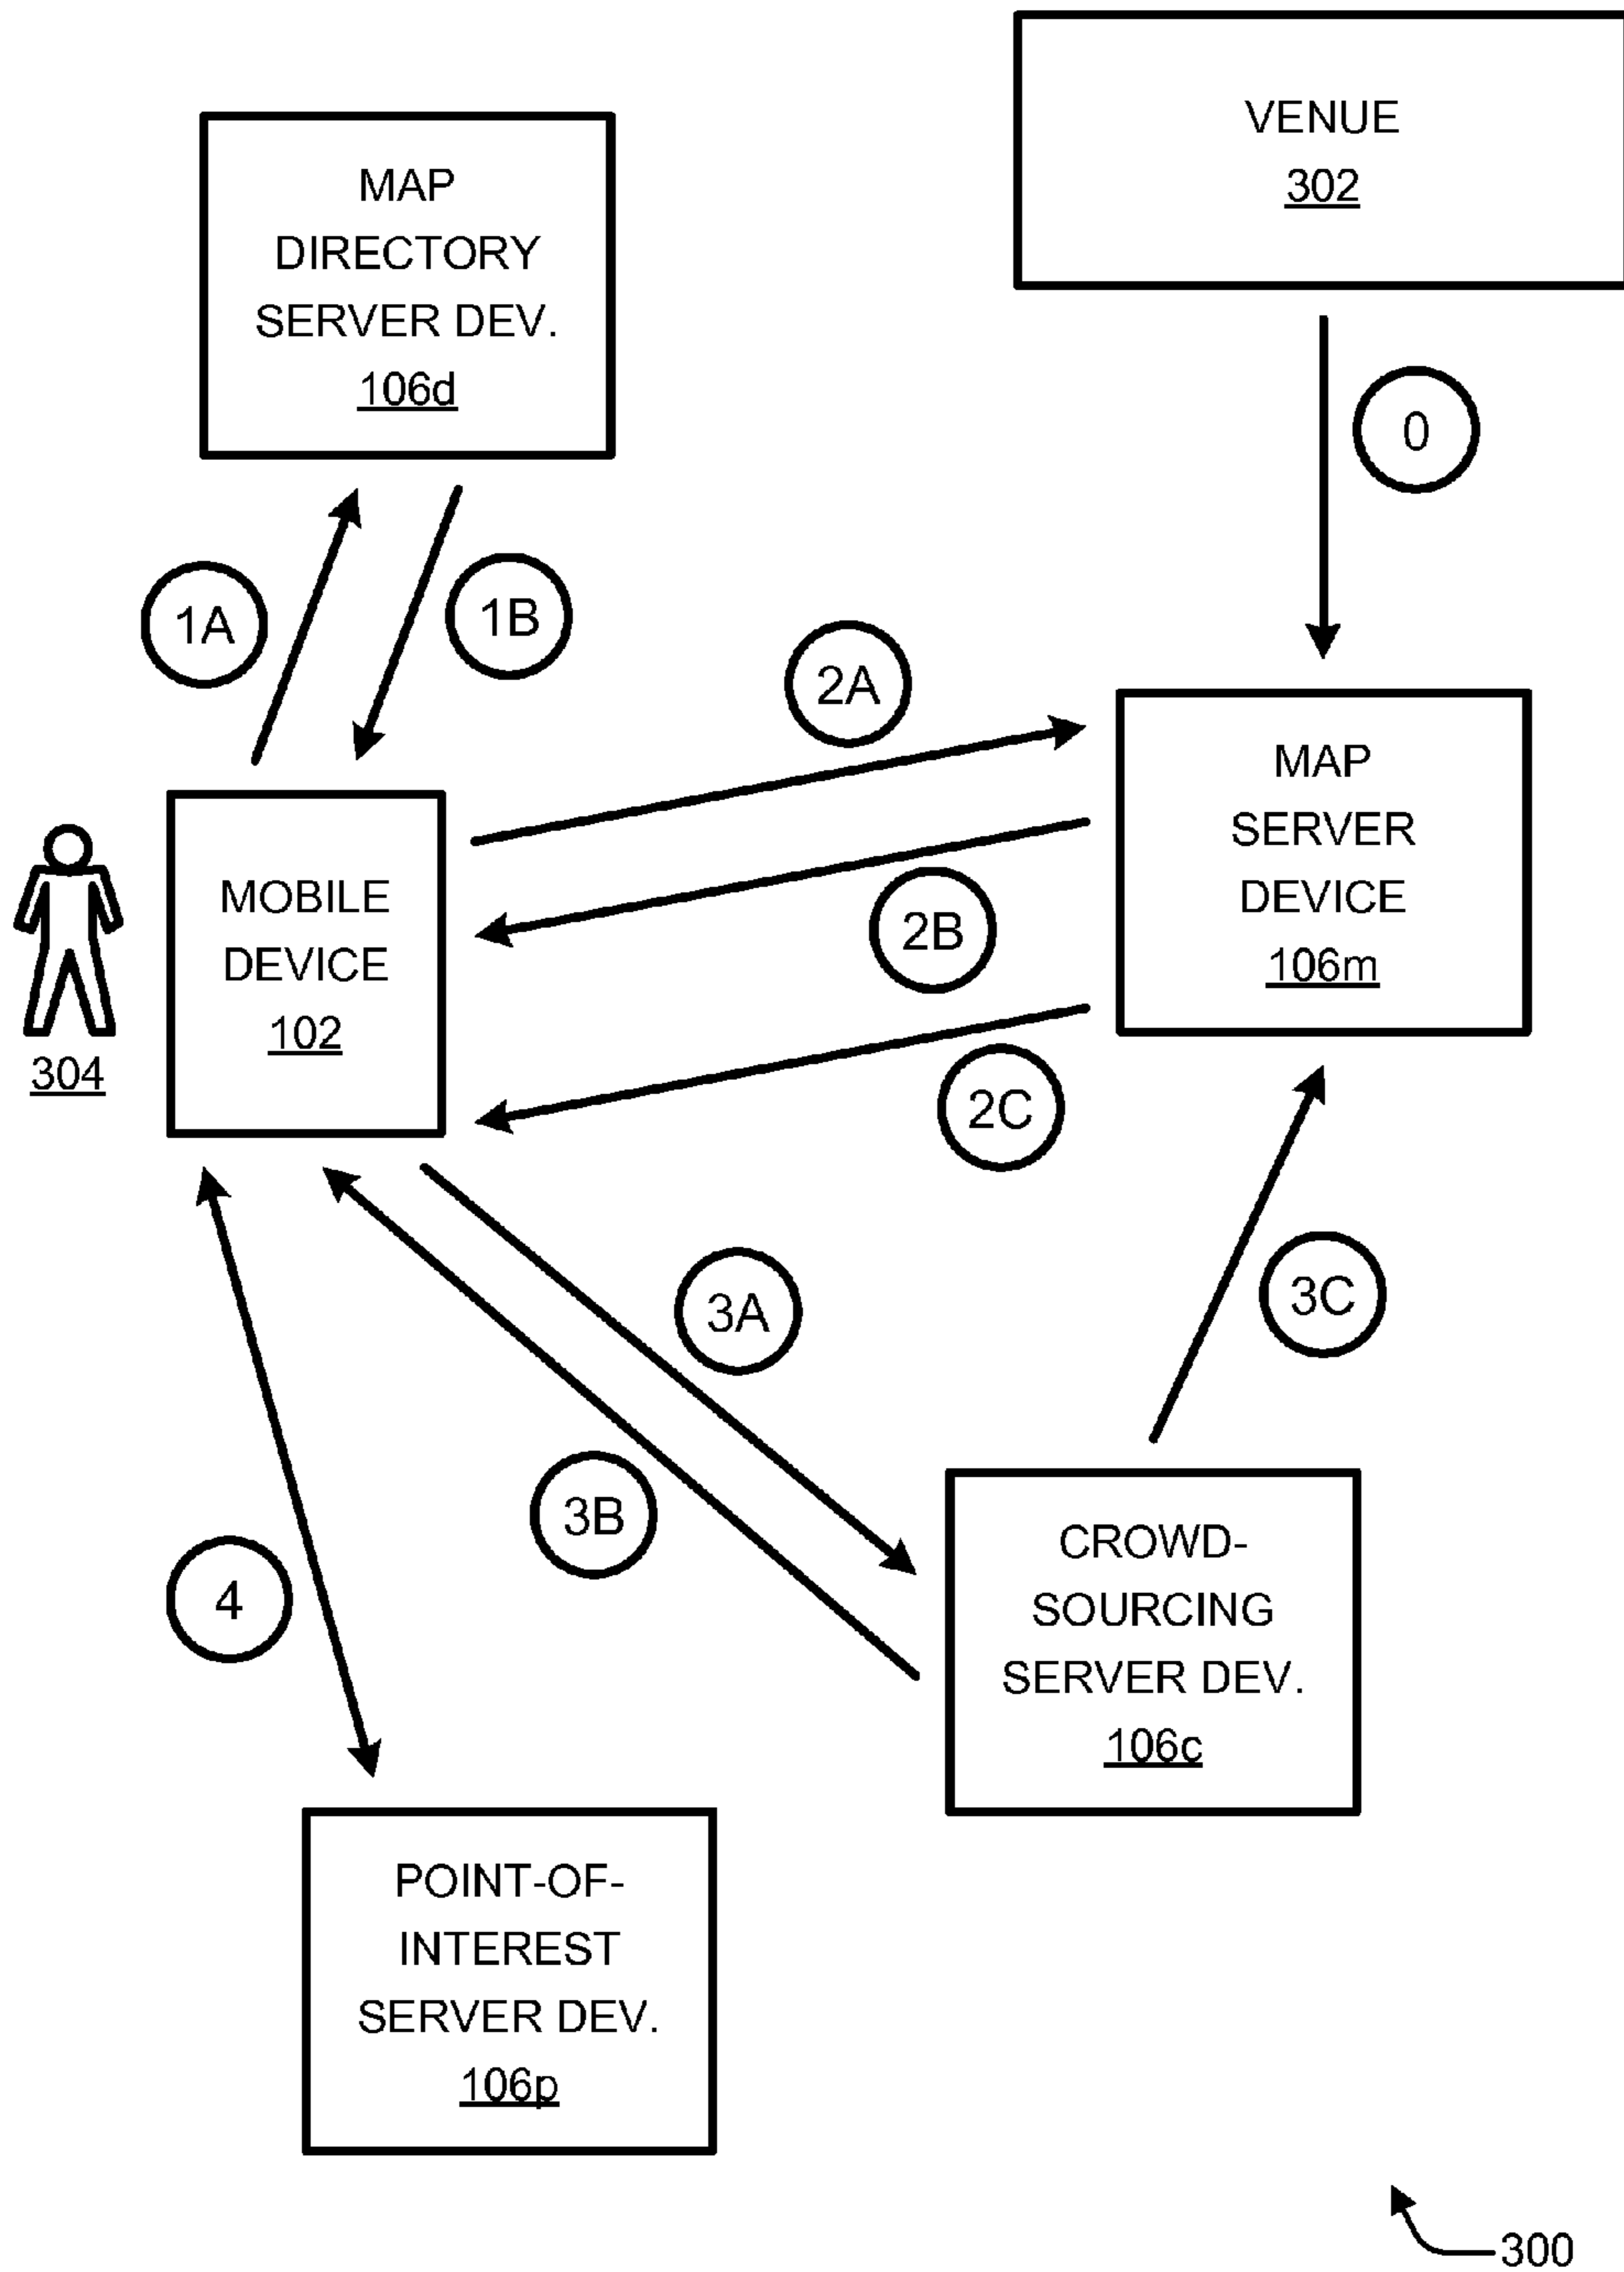 VENUE
302
MAP
DIRECTORY
SERVER DEV.
106d
0
1A
1B
2A
MAP
SERVER
DEVICE
106m
MOBILE
DEVICE
102
304
2B
2C
3A
3C
3B
4
CROWD-
SOURCING
SERVER DEV.
106c
POINT-OF-
INTEREST
SERVER DEV.
106p
300